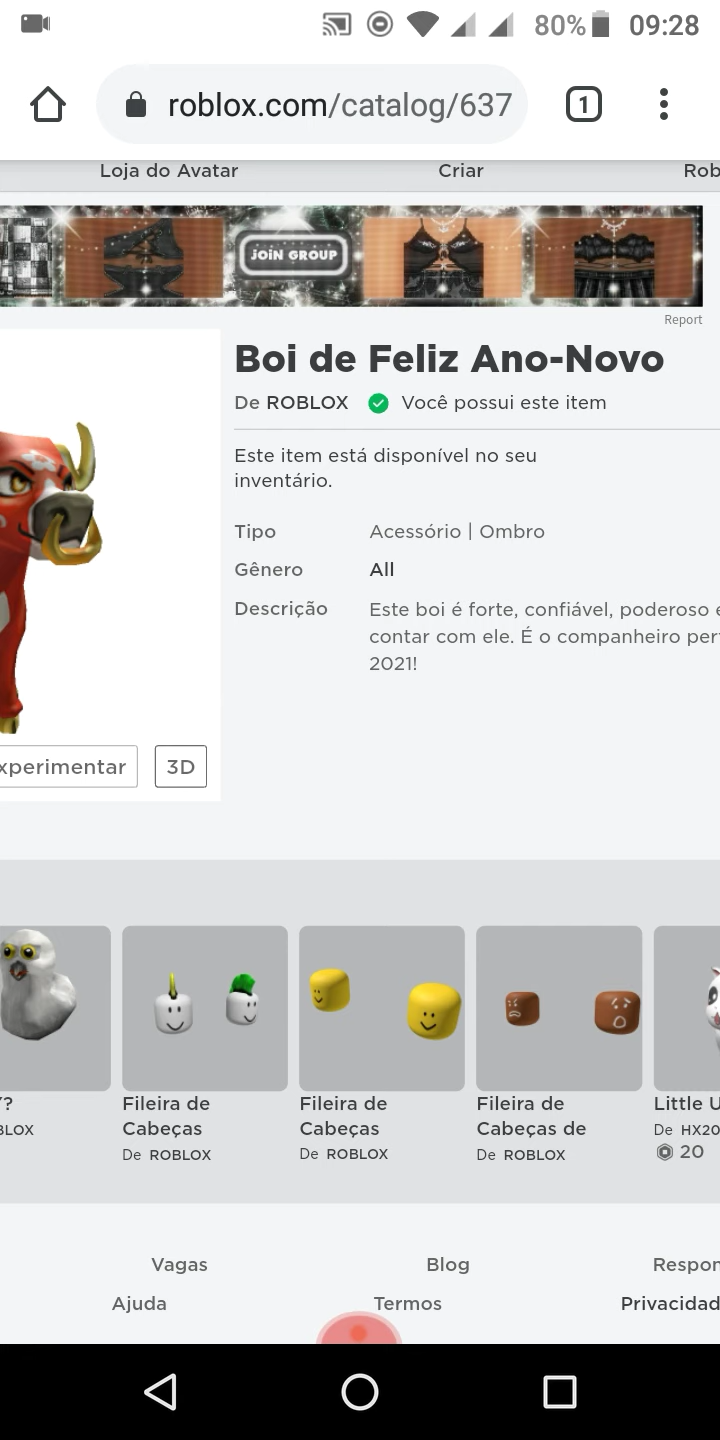 80% 09:28
roblox.com/catalog/637 1
Loja do Avatar Criar Rob
JOIN GROUP
Report
Boi de Feliz Ano-Novo
De ROBLOX Você possui este item
Este item está disponível no seu
inventário.
Tipo Acessório | Ombro
Gênero All
Descrição Este boi é forte, confiável, poderoso e
contar com ele. É o companheiro per
2021!
xperimentar 3D
Y? Fileira de Fileira de Fileira de Little U
Cabeças Cabeças Cabeças de
BLOX De ROBLOX De ROBLOX De ROBLOX De HX20
20
Vagas Blog Respon
Ajuda Termos Privacidad